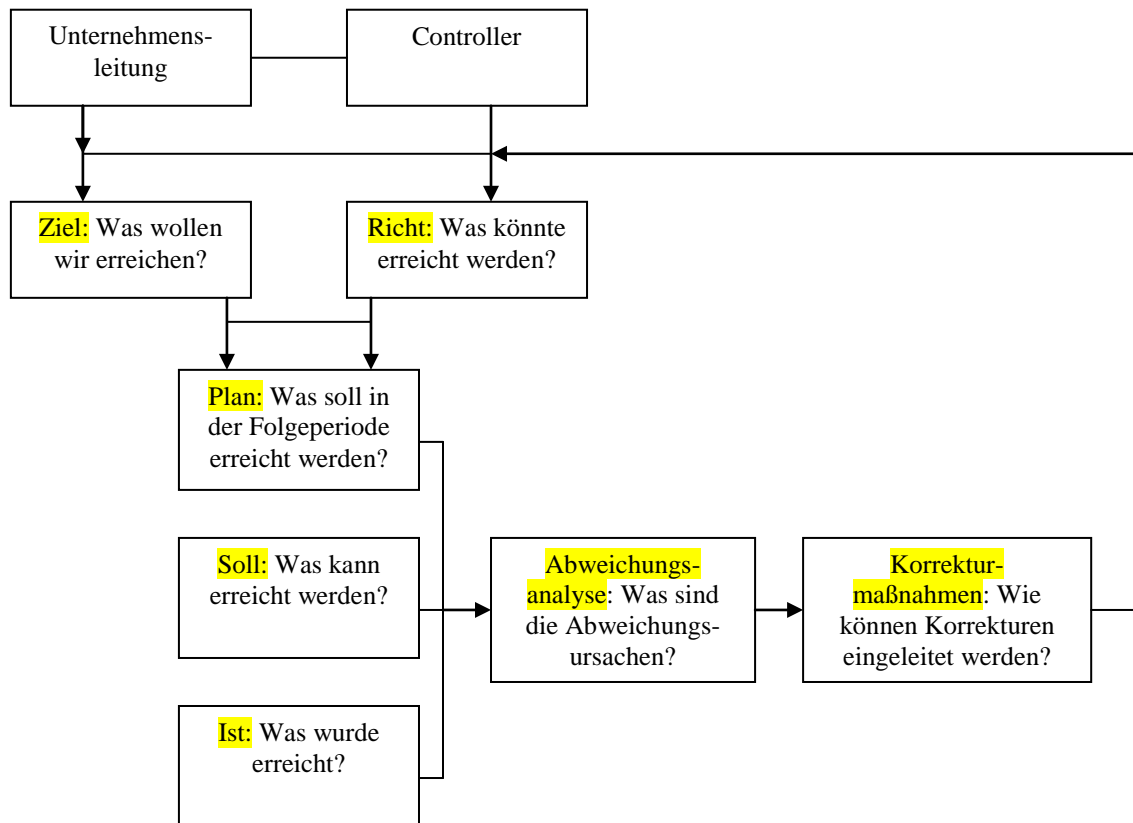 Unternehmens-
leitung
Controller
Ziel: Was wollen
wir erreichen?
Richt: Was könnte
erreicht werden?
Plan: Was soll in
der Folgeperiode
erreicht werden?
Soll: Was kann
erreicht werden?
Abweichungs-
analyse: Was sind
die Abweichungs-
ursachen?
Korrektur-
maßnahmen: Wie
können Korrekturen
eingeleitet werden?
Ist: Was wurde
erreicht?